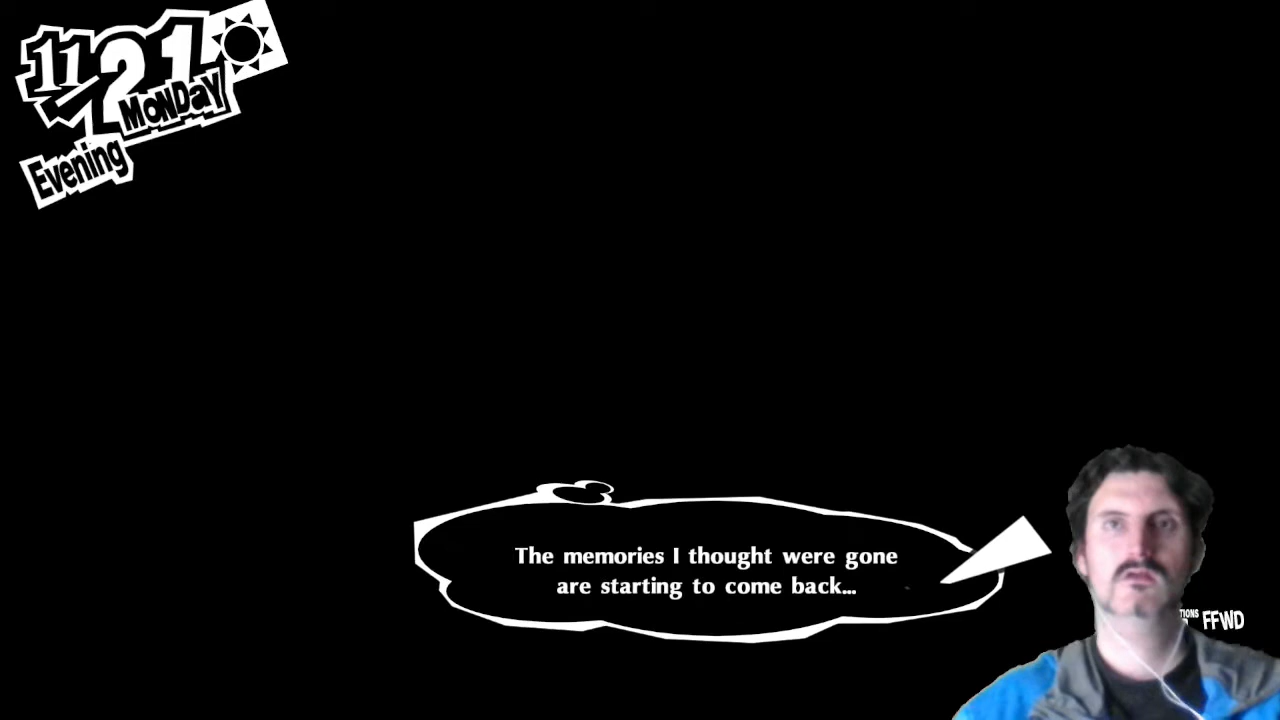 11/21
MONDAY
Evening
The memories I thought were gone
are starting to come back...
FFWD